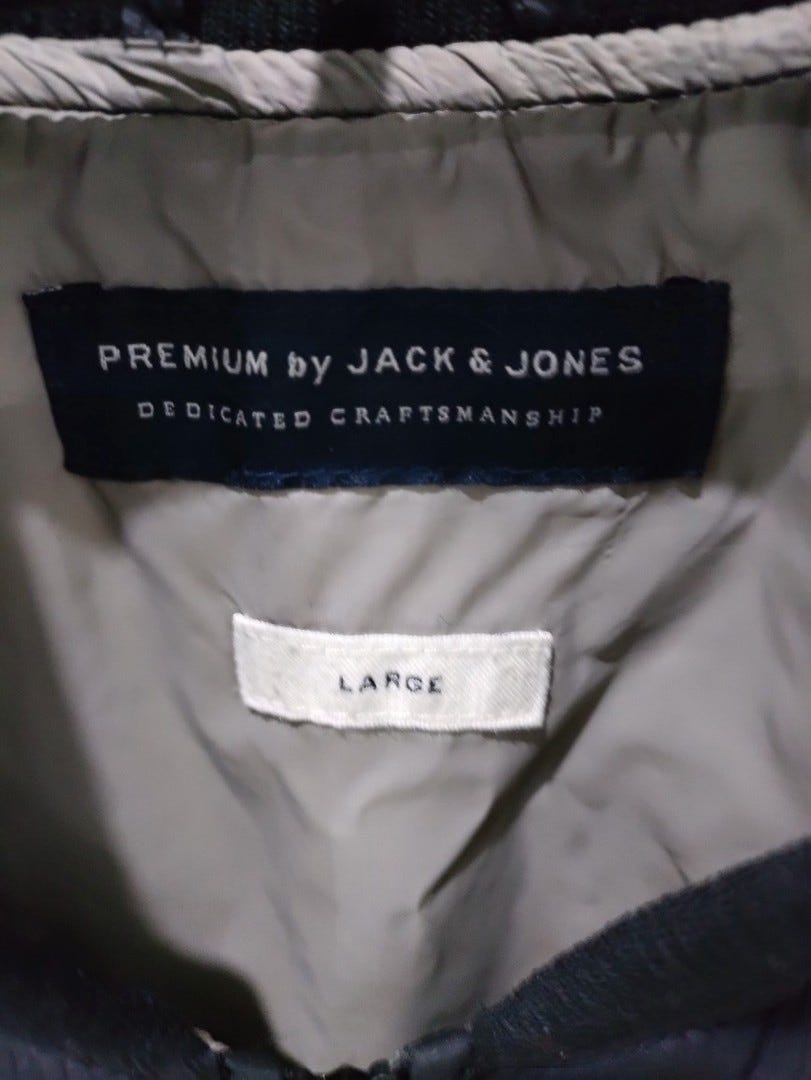 PREMIUM by JACK & JONES
DEDICATED CRAFTSMANSHIP
LARGE